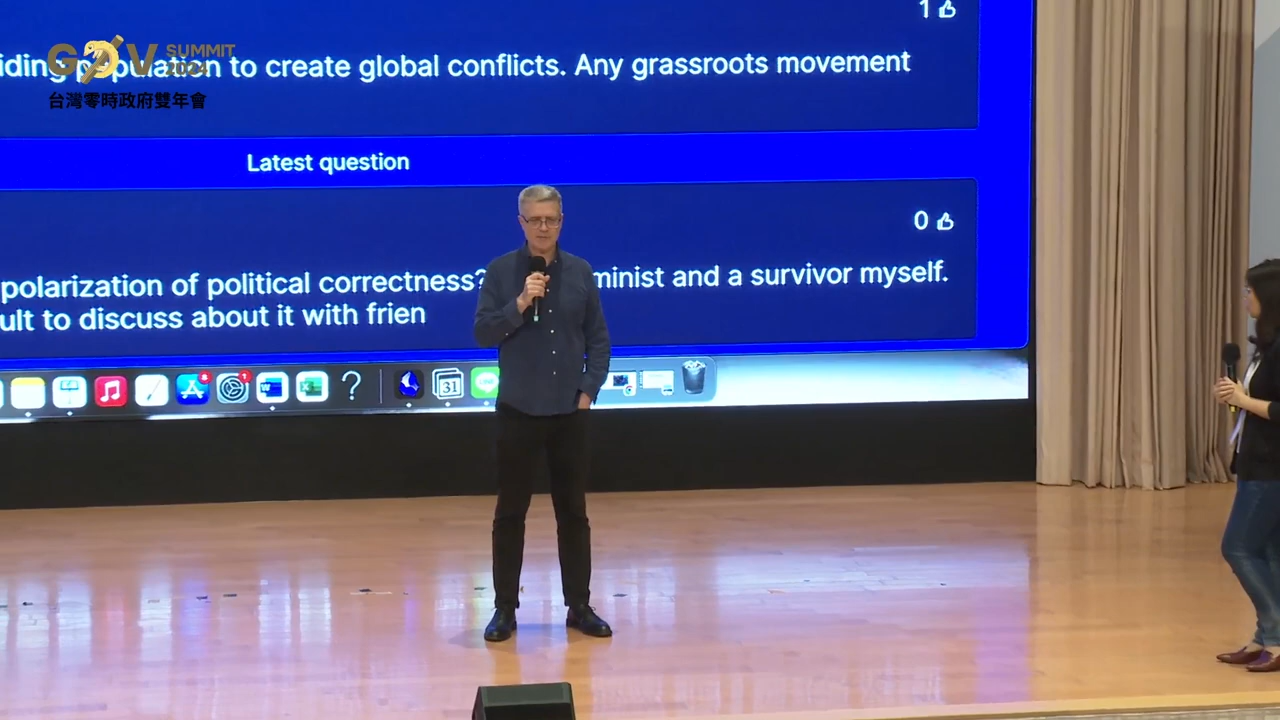 1
G0V SUMMIT
2024
iding population to create global conflicts. Any grassroots movement
台灣零時政府雙年會
Latest question
0
polarization of political correctness?
minist and a survivor myself.
ult to discuss about it with frien
31